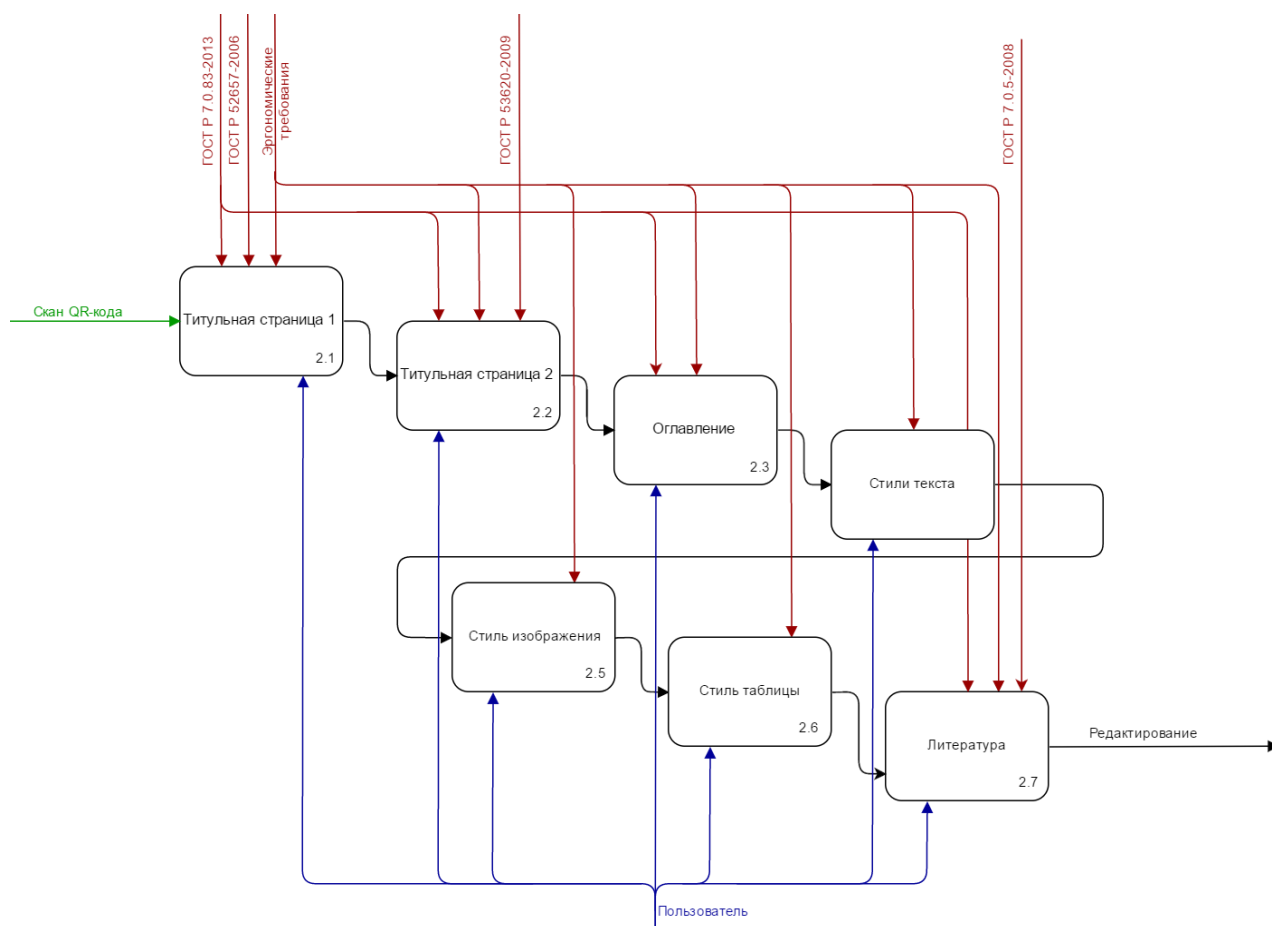 ГОСТ Р 7.0.83-2013
ГОСТ Р 52657-2006
Эргономические
требования
ГОСТ Р 53620-2009
ГОСТ Р 7.0.5-2008
Скан QR-кода
Титульная страница 1
2.1
Титульная страница 2
2.2
Оглавление
2.3
Стили текста
Стиль изображения
2.5
Стиль таблицы
2.6
Литература
2.7
Редактирование
Пользователь